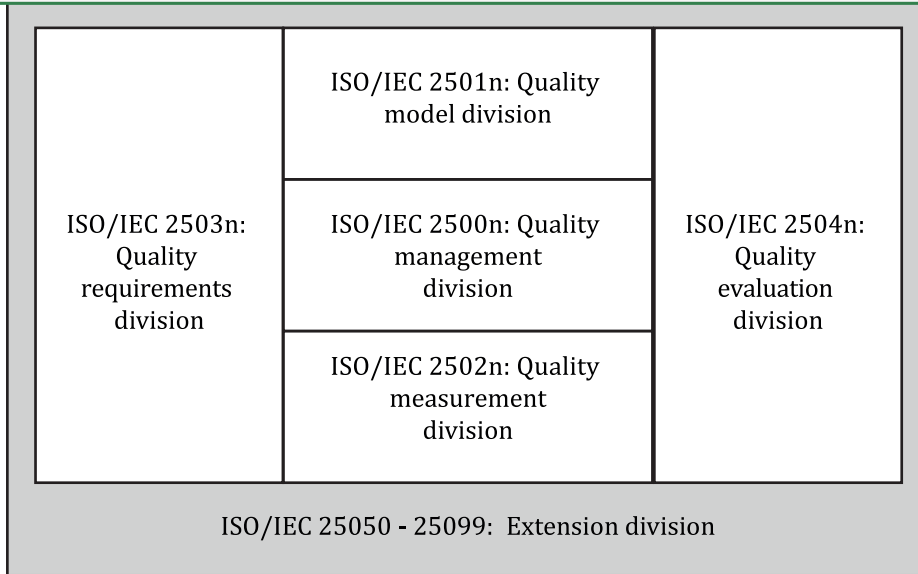 ISO/IEC 2503n:
Quality
requirements
division
ISO/IEC 2501n: Quality
model division
ISO/IEC 2500n: Quality
management
division
ISO/IEC 2502n: Quality
measurement
division
ISO/IEC 2504n:
Quality
evaluation
division
ISO/IEC 25050 - 25099: Extension division